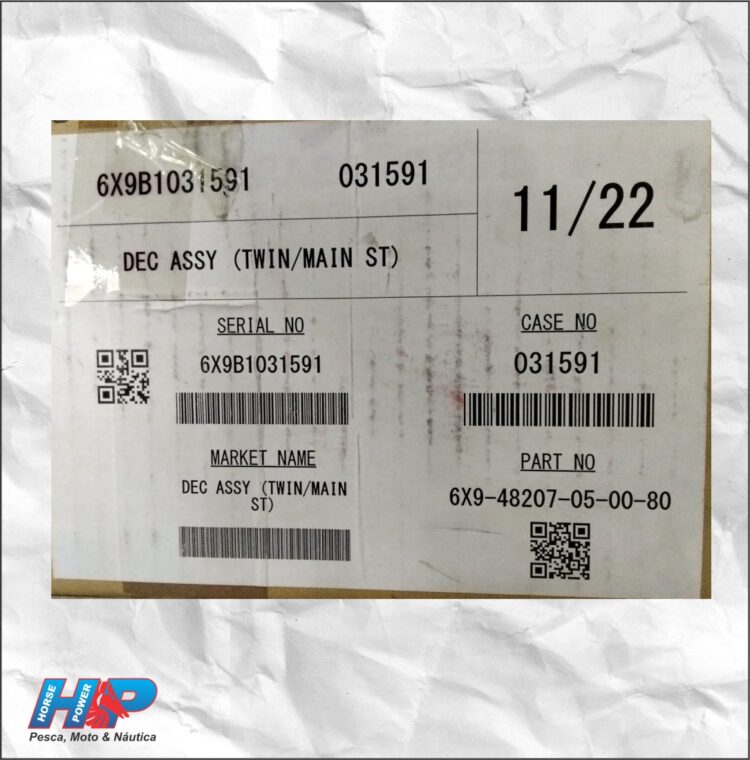 6X9B1031591
031591
11/22
DEC ASSY (TWIN/MAIN ST)
SERIAL NO
6X9B1031591
CASE NO
031591
MARKET NAME
DEC ASSY (TWIN/MAIN
ST)
PART NO
6X9-48207-05-00-80
HORSE
POWER
HP
Pesca, Moto & Náutica